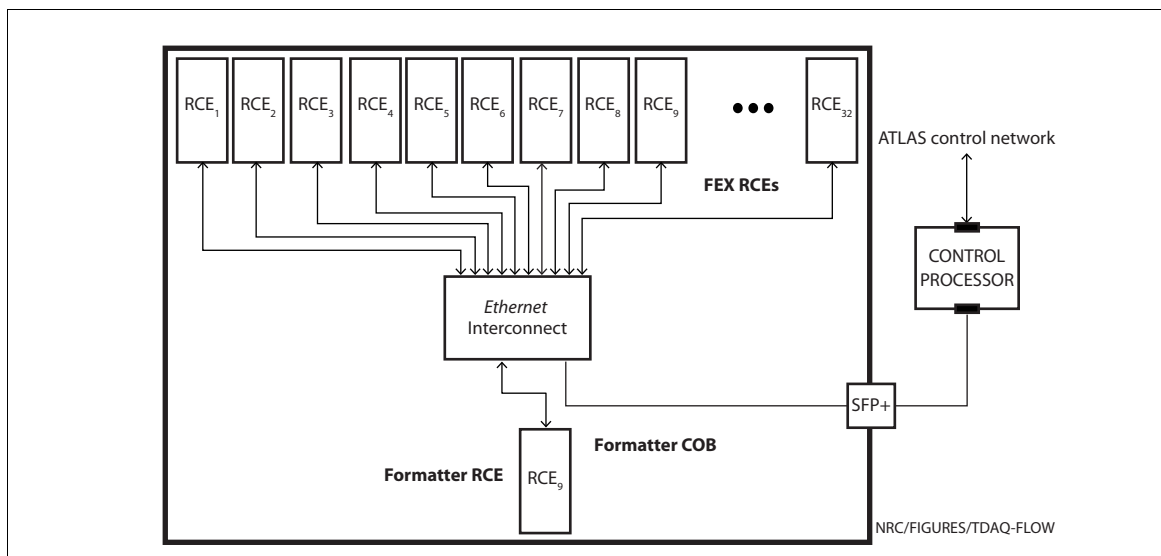 RCE₁ RCE₂ RCE₃ RCE₄ RCE₅ RCE₆ RCE₇ RCE₈ RCE₉ ••• RCE₃₂
ATLAS control network
FEX RCEs
CONTROL
PROCESSOR
Ethernet
Interconnect
SFP+
Formatter COB
Formatter RCE
RCE₉
NRC/FIGURES/TDAQ-FLOW